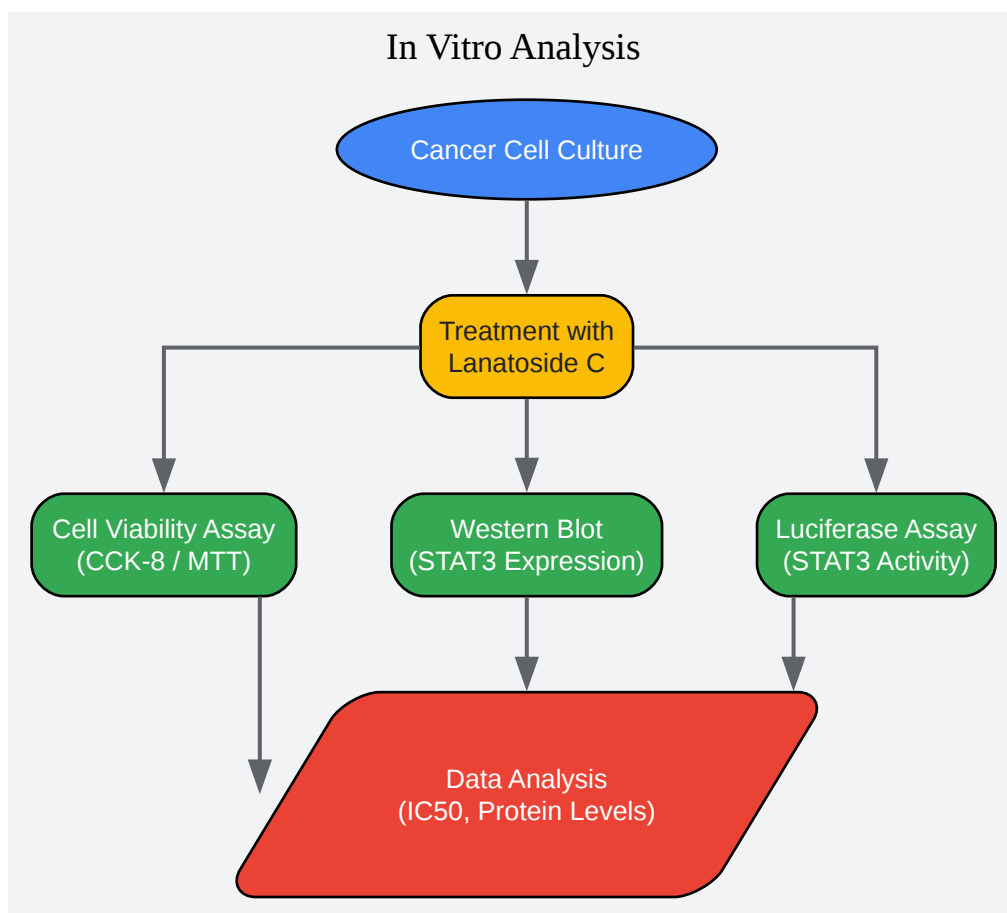 In Vitro Analysis
Cancer Cell Culture
Treatment with
Lanatoside C
Cell Viability Assay
(CCK-8 / MTT)
Western Blot
(STAT3 Expression)
Luciferase Assay
(STAT3 Activity)
Data Analysis
(IC50, Protein Levels)